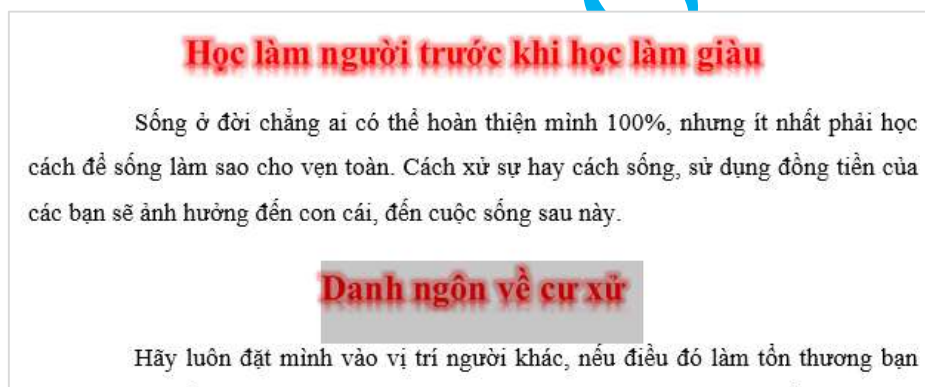 Học làm người trước khi học làm giàu
Sống ở đời chẳng ai có thể hoàn thiện mình 100%, nhưng ít nhất phải học
cách để sống làm sao cho vẹn toàn. Cách xử sự hay cách sống, sử dụng đồng tiền của
các bạn sẽ ảnh hưởng đến con cái, đến cuộc sống sau này.
Danh ngôn về cư xử
Hãy luôn đặt mình vào vị trí người khác, nếu điều đó làm tổn thương bạn